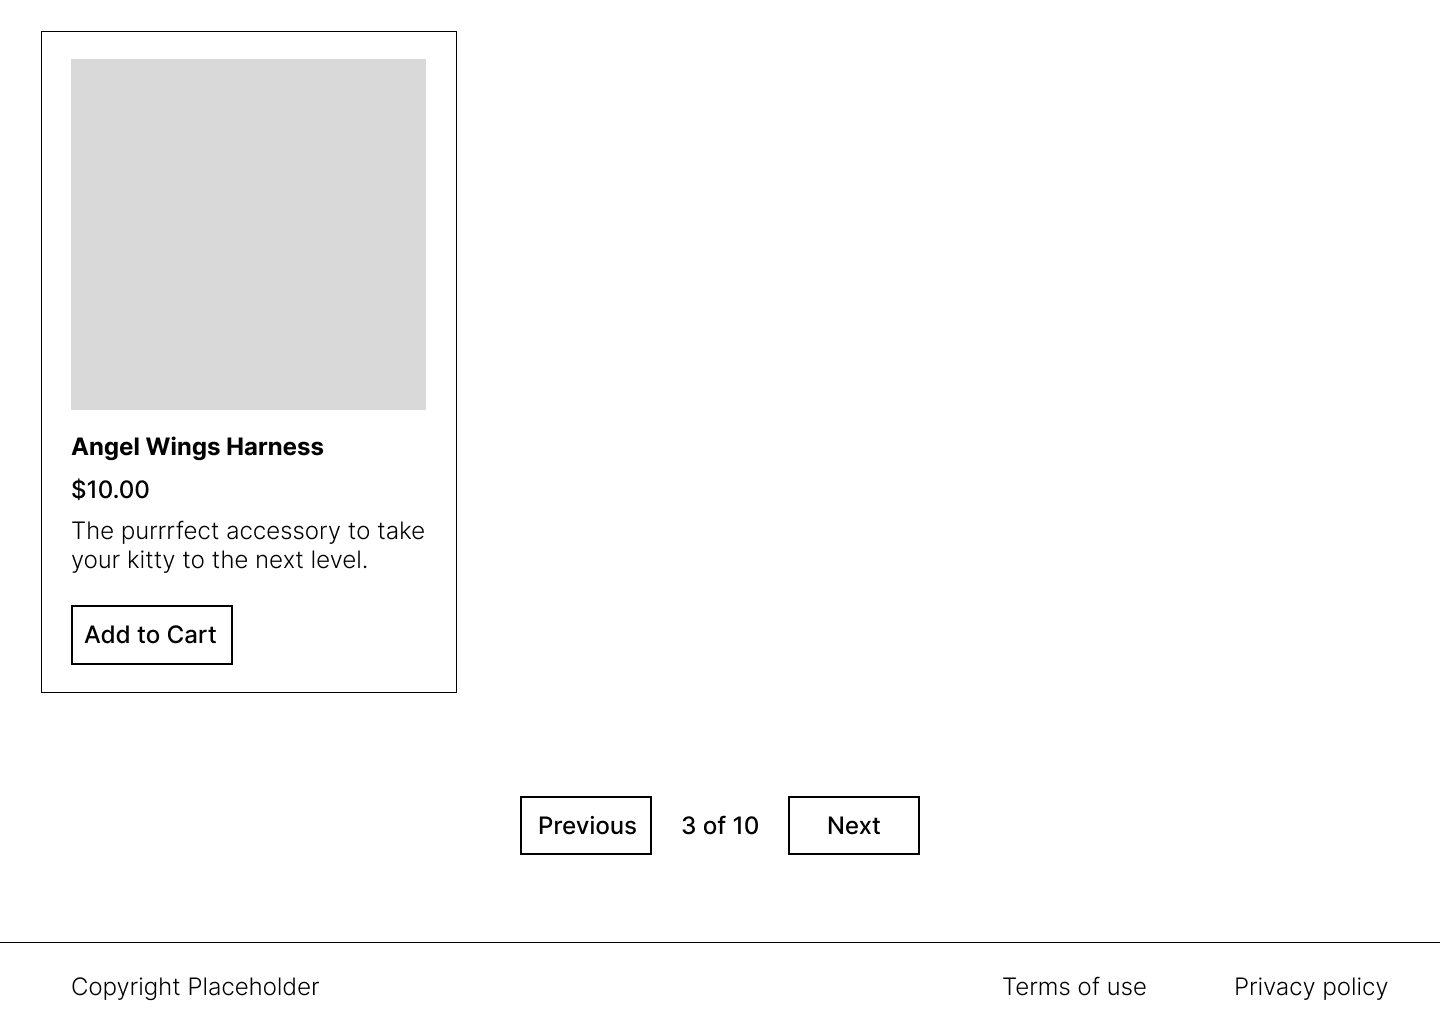 Angel Wings Harness
$10.00
The purrrfect accessory to take
your kitty to the next level.
Add to Cart
Previous 3 of 10 Next
Copyright Placeholder Terms of use Privacy policy